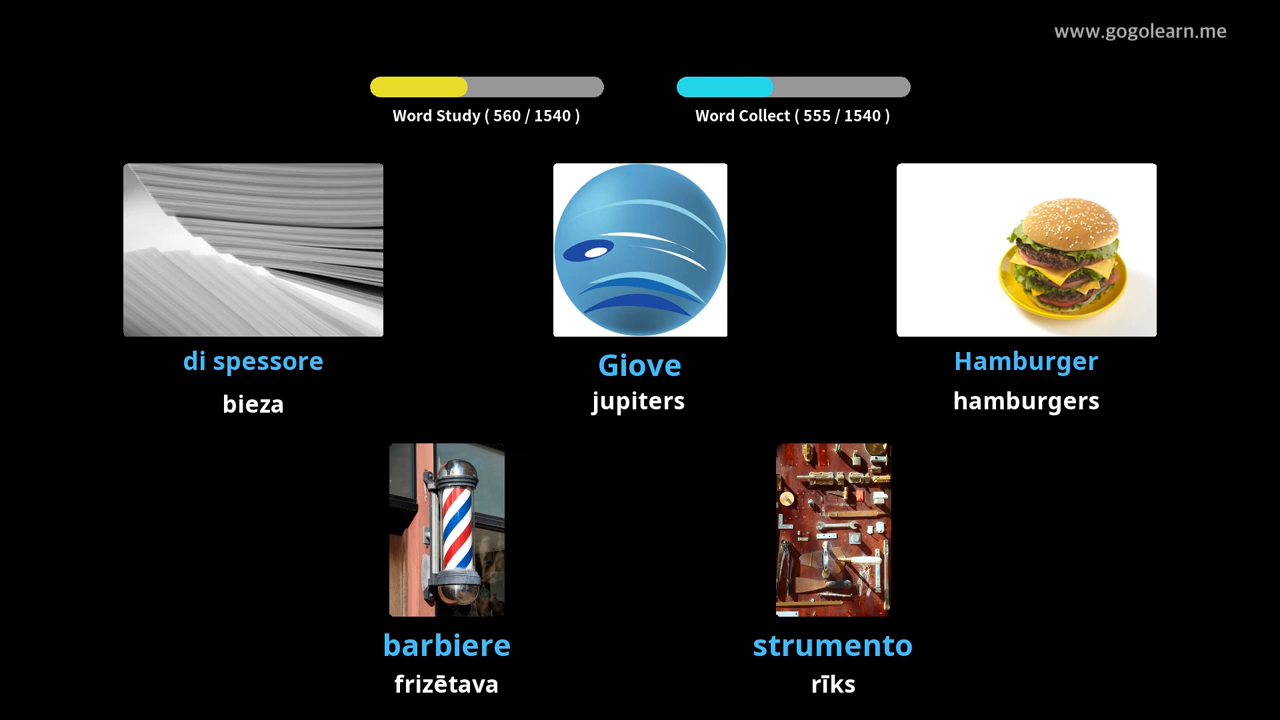 www.gogolearn.me
Word Study ( 560 / 1540 )
Word Collect ( 555 / 1540 )
di spessore
bieza
Giove
jupiters
Hamburger
hamburgers
barbiere
frizētava
strumento
rīks